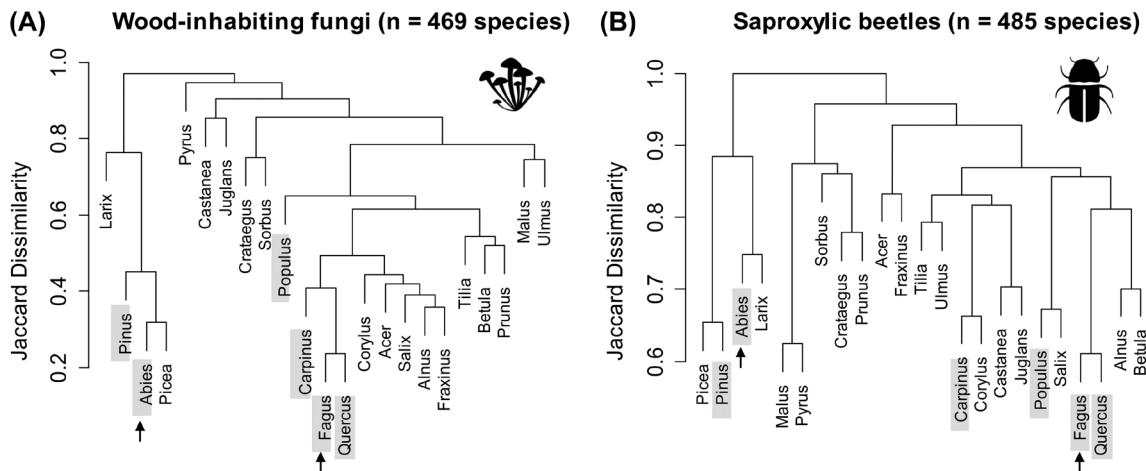 (A) Wood-inhabiting fungi (n = 469 species)
Jaccard Dissimilarity
1.0
0.8
0.6
0.4
0.2
Larix
Pinus
Abies
Picea
Pyrus
Castanea
Juglans
Crataegus
Sorbus
Populus
Carpinus
Fagus
Quercus
Corylus
Acer
Salix
Alnus
Fraxinus
Tilia
Betula
Prunus
Malus
Ulmus
(B) Saproxylic beetles (n = 485 species)
Jaccard Dissimilarity
1.0
0.9
0.8
0.7
0.6
Picea
Pinus
Abies
Larix
Malus
Pyrus
Sorbus
Crataegus
Prunus
Acer
Fraxinus
Tilia
Ulmus
Carpinus
Corylus
Castanea
Juglans
Populus
Salix
Fagus
Quercus
Alnus
Betula